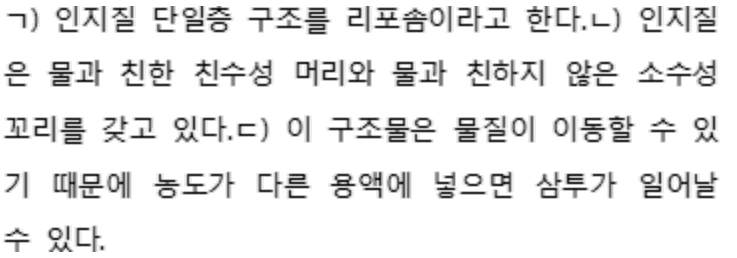 ㄱ) 인지질 단일층 구조를 리포솜이라고 한다.ㄴ) 인지질
은 물과 친한 친수성 머리와 물과 친하지 않은 소수성
꼬리를 갖고 있다.ㄷ) 이 구조물은 물질이 이동할 수 있
기 때문에 농도가 다른 용액에 넣으면 삼투가 일어날
수 있다.